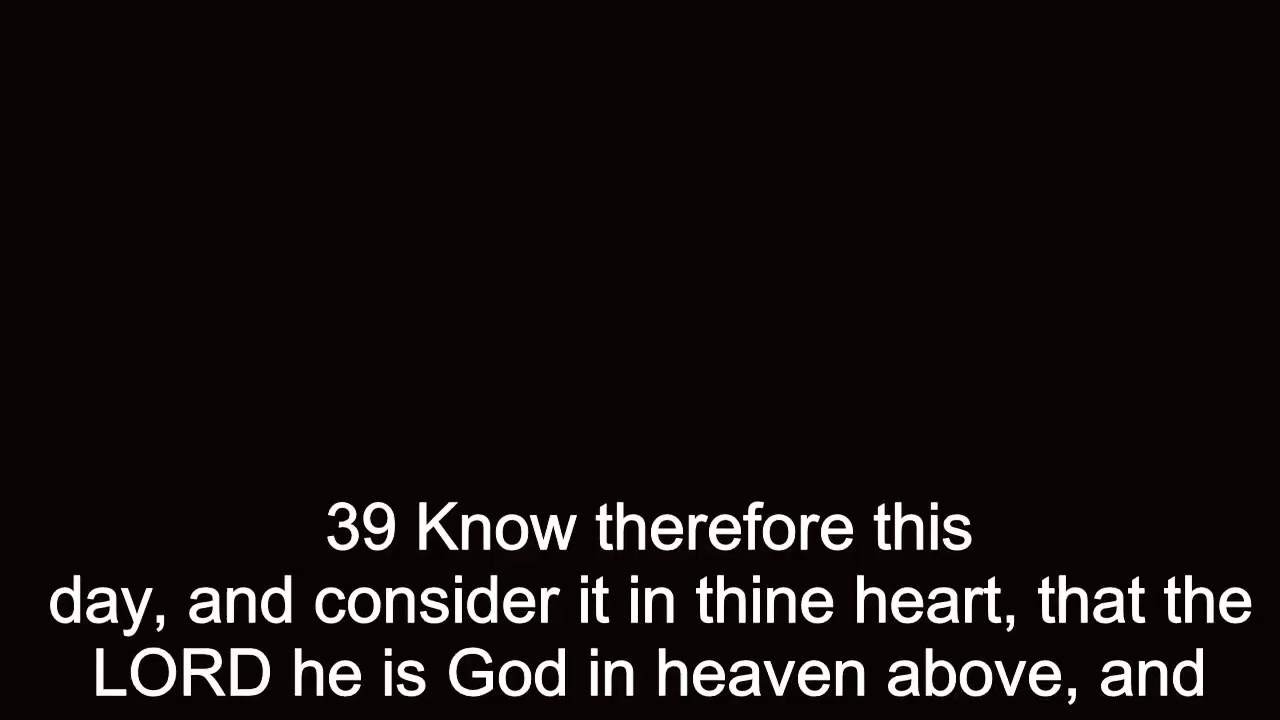 39 Know therefore this
day, and consider it in thine heart, that the
LORD he is God in heaven above, and